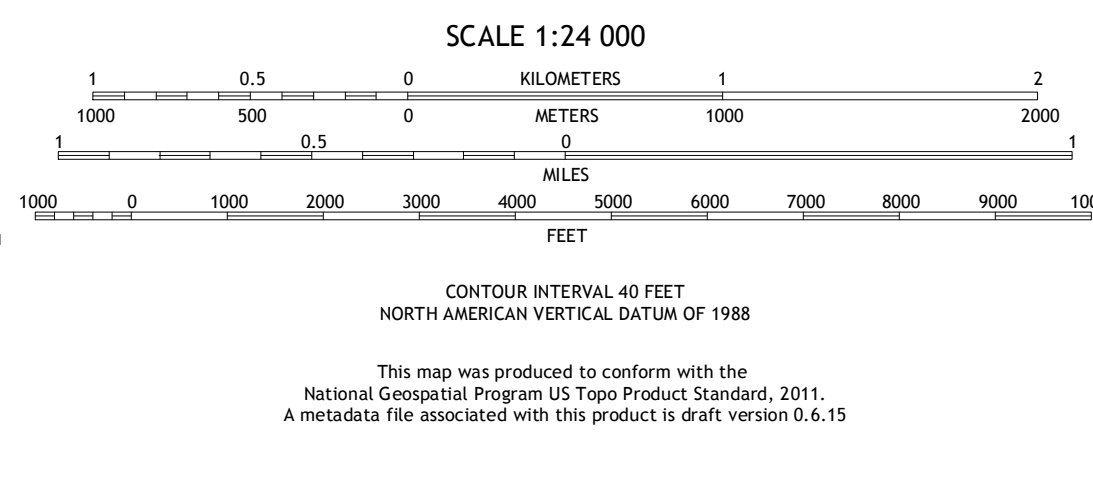 SCALE 1:24 000
1 0.5 0 KILOMETERS 1 2
1000 500 0 METERS 1000 2000
1 0.5 0 1
MILES
1000 0 1000 2000 3000 4000 5000 6000 7000 8000 9000
FEET
CONTOUR INTERVAL 40 FEET
NORTH AMERICAN VERTICAL DATUM OF 1988
This map was produced to conform with the
National Geospatial Program US Topo Product Standard, 2011.
A metadata file associated with this product is draft version 0.6.15